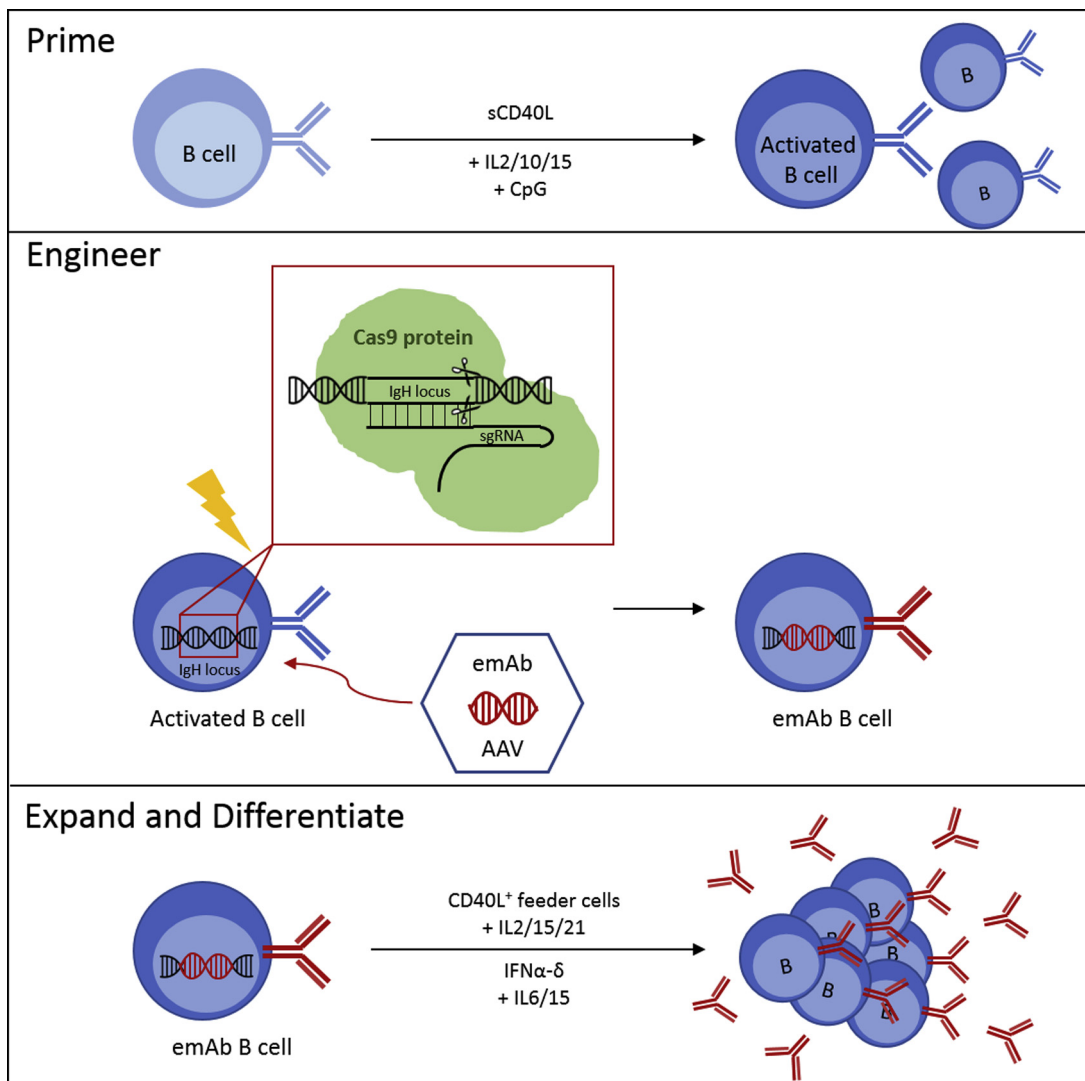 Prime
B cell
sCD40L
+ IL2/10/15
+ CpG
Activated
B cell
B
B
Engineer
Cas9 protein
IgH locus
sgRNA
IgH locus
Activated B cell
emAb
AAV
emAb B cell
Expand and Differentiate
emAb B cell
CD40L⁺ feeder cells
+ IL2/15/21
IFNα-δ
+ IL6/15
B
B
B
B
B
B